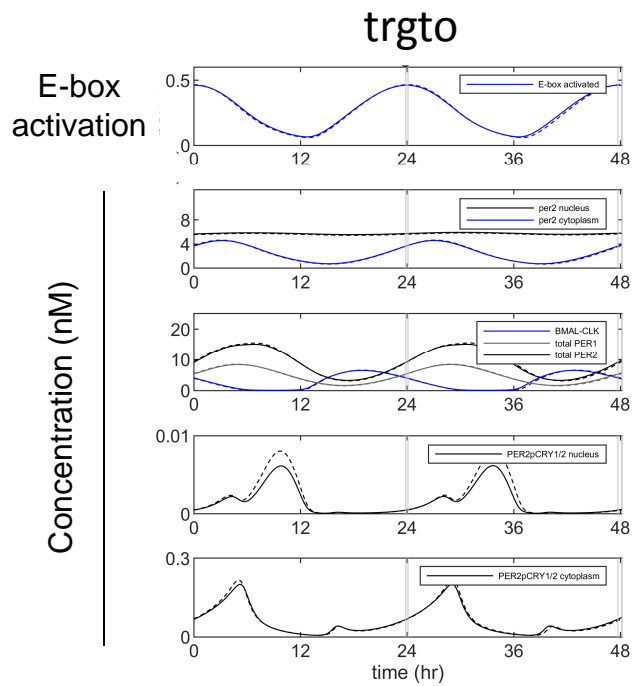 trgto
E-box
activation
0.5
0
E-box activated
0 12 24 36 48
8
4
0
per2 nucleus
per2 cytoplasm
0 12 24 36 48
20
10
0
BMAL-CLK
total PER1
total PER2
0 12 24 36 48
0.01
0
PER2pCRY1/2 nucleus
0 12 24 36 48
0.3
0
PER2pCRY1/2 cytoplasm
0 12 24 36 48
time (hr)
Concentration (nM)